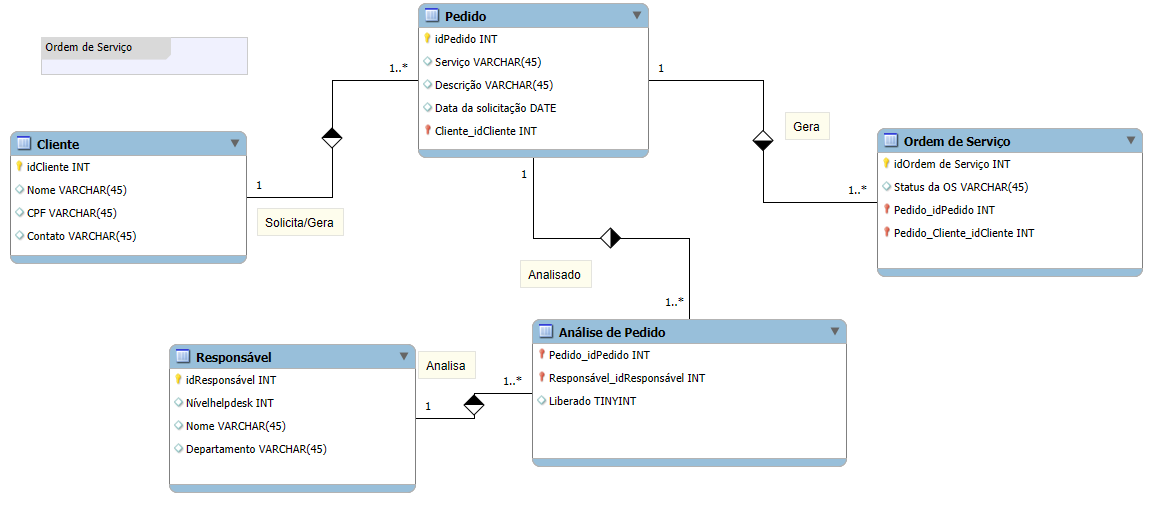 Ordem de Serviço
Pedido
idPedido INT
Serviço VARCHAR(45)
Descrição VARCHAR(45)
Data da solicitação DATE
Cliente_idCliente INT
1..*
1
Cliente
idCliente INT
Nome VARCHAR(45)
CPF VARCHAR(45)
Contato VARCHAR(45)
1
Solicita/Gera
Gera
1..*
Ordem de Serviço
idOrdem de Serviço INT
Status da OS VARCHAR(45)
Pedido_idPedido INT
Pedido_Cliente_idCliente INT
1
Analisado
1..*
Análise de Pedido
Pedido_idPedido INT
Responsável_idResponsável INT
Liberado TINYINT
Responsável
idResponsável INT
Nívelhelpdesk INT
Nome VARCHAR(45)
Departamento VARCHAR(45)
Analisa
1
1..*